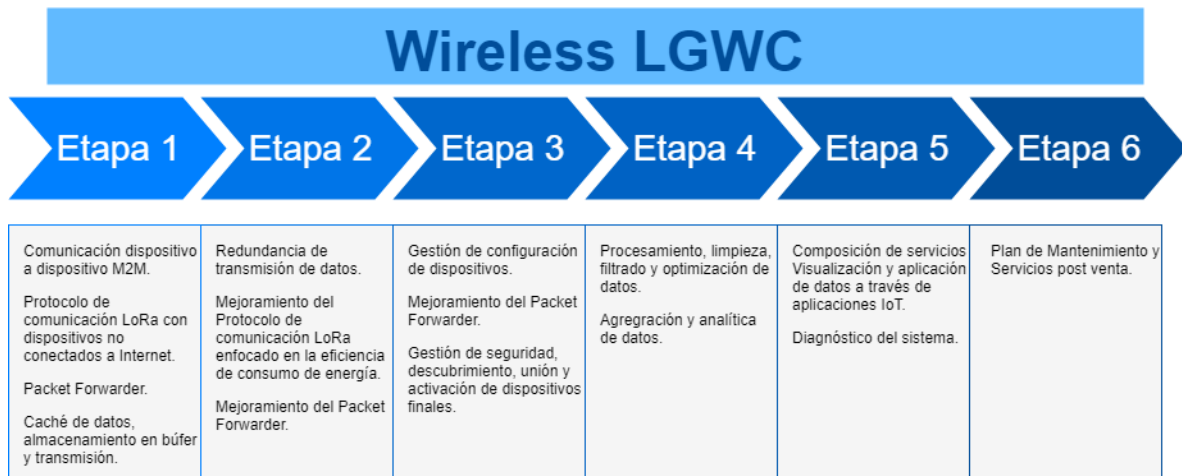 Wireless LGWC
Etapa 1
Etapa 2
Etapa 3
Etapa 4
Etapa 5
Etapa 6
Comunicación dispositivo
a dispositivo M2M.
Protocolo de
comunicación LoRa con
dispositivos no
conectados a Internet.
Packet Forwarder.
Caché de datos,
almacenamiento en búfer
y transmisión.
Redundancia de
transmisión de datos.
Mejoramiento del
Protocolo de
comunicación LoRa
enfocado en la eficiencia
de consumo de energía.
Mejoramiento del Packet
Forwarder.
Gestión de configuración
de dispositivos.
Mejoramiento del Packet
Forwarder.
Gestión de seguridad,
descubrimiento, unión y
activación de dispositivos
finales.
Procesamiento, limpieza,
filtrado y optimización de
datos.
Agregración y analítica
de datos.
Composición de servicios
Visualización y aplicación
de datos a través de
aplicaciones IoT.
Diagnóstico del sistema.
Plan de Mantenimiento y
Servicios post venta.